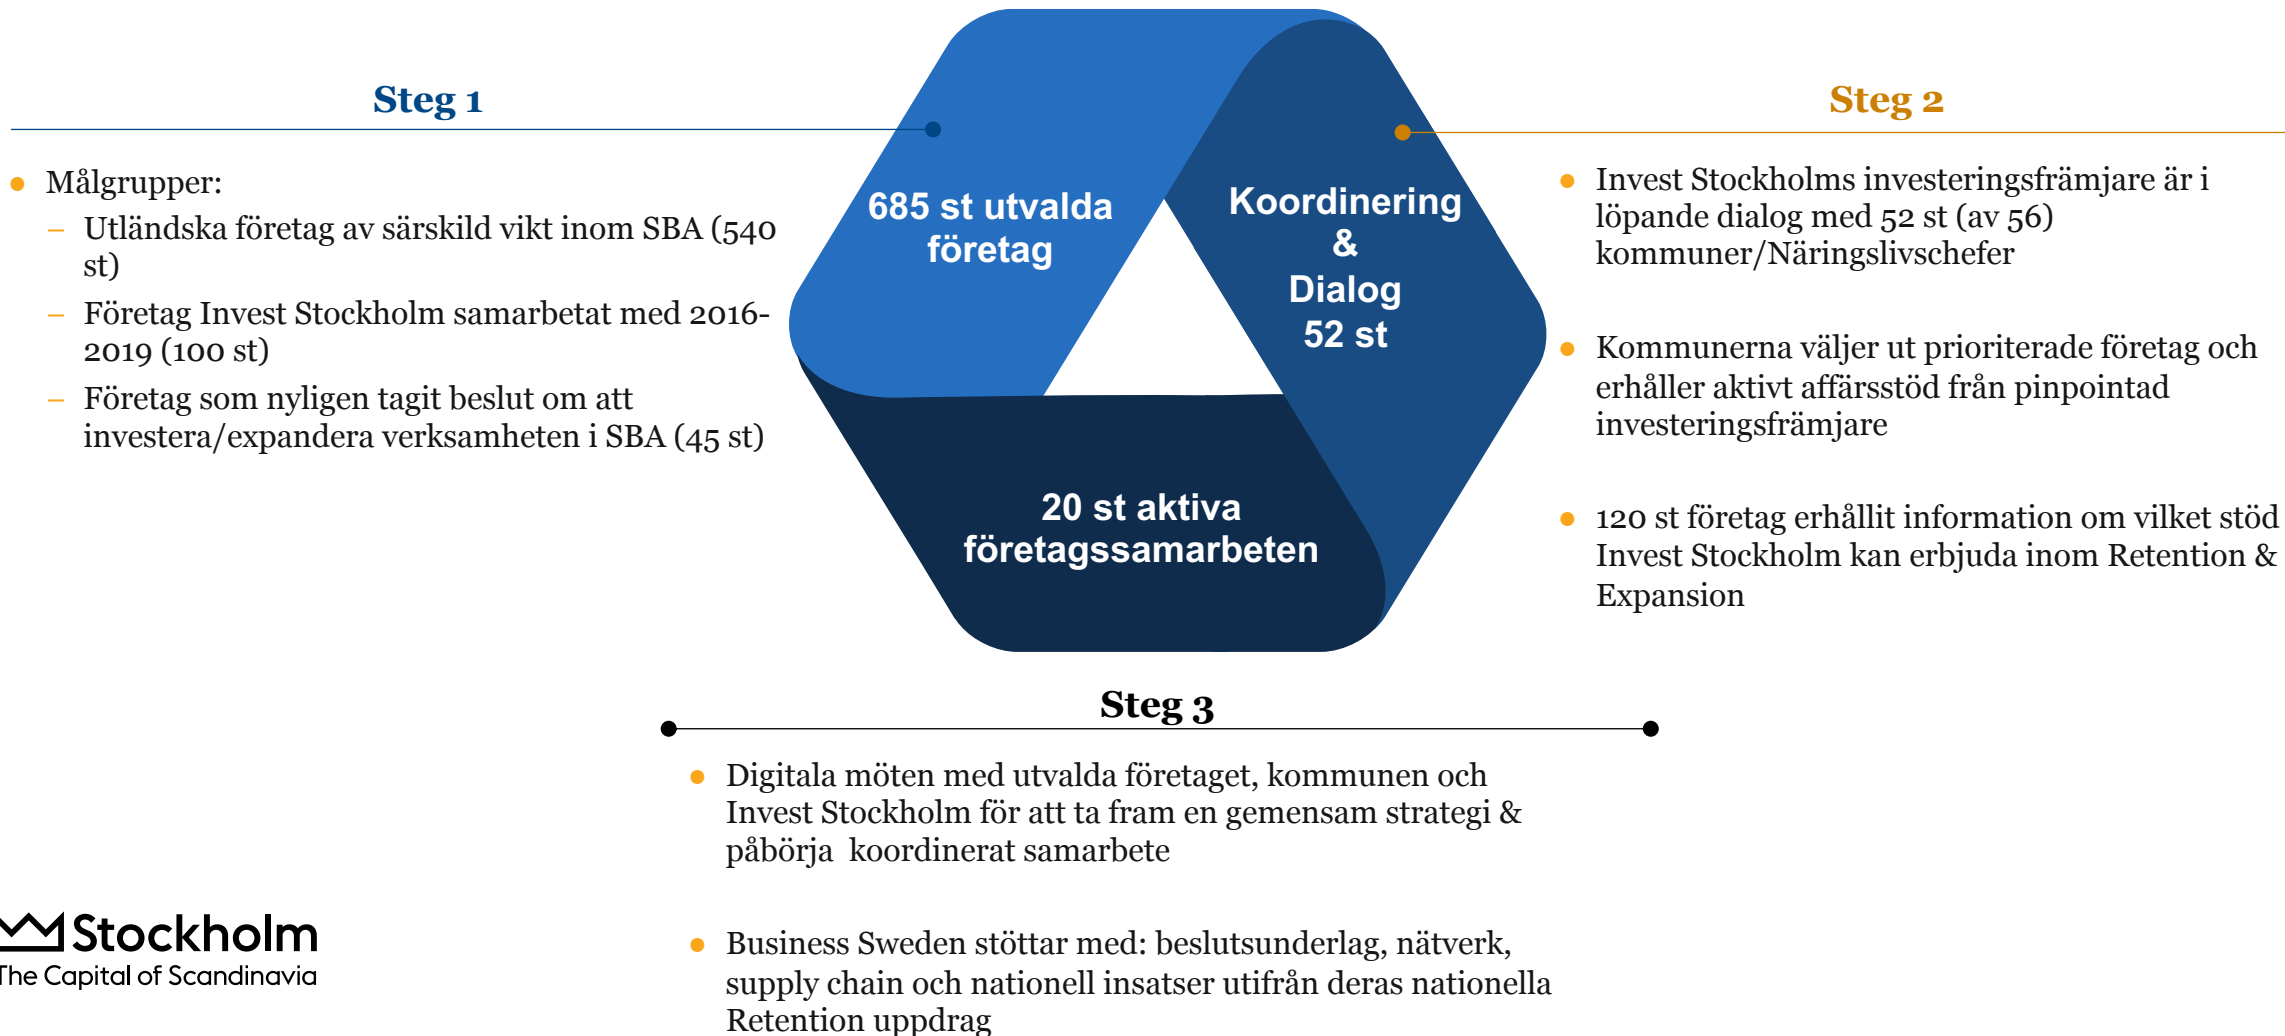 Steg 1
● Målgrupper:
– Utländska företag av särskild vikt inom SBA (540
st)
– Företag Invest Stockholm samarbetat med 2016-
2019 (100 st)
– Företag som nyligen tagit beslut om att
investera/expandera verksamheten i SBA (45 st)
685 st utvalda
företag
Koordinering
&
Dialog
52 st
20 st aktiva
företagssamarbeten
Steg 2
● Invest Stockholms investeringsfrämjare är i
löpande dialog med 52 st (av 56)
kommuner/Näringslivschefer
● Kommunerna väljer ut prioriterade företag och
erhåller aktivt affärsstöd från pinpointad
investeringsfrämjare
● 120 st företag erhållit information om vilket stöd
Invest Stockholm kan erbjuda inom Retention &
Expansion
Steg 3
● Digitala möten med utvalda företaget, kommunen och
Invest Stockholm för att ta fram en gemensam strategi &
påbörja  koordinerat samarbete
● Business Sweden stöttar med: beslutsunderlag, nätverk,
supply chain och nationell insatser utifrån deras nationella
Retention uppdrag
Stockholm
The Capital of Scandinavia